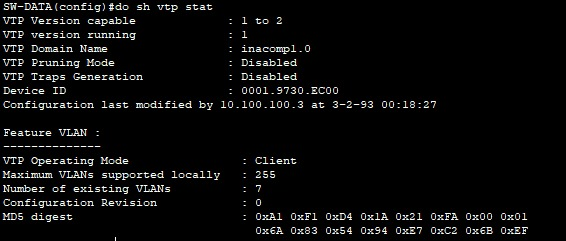 SW-DATA(config)#do sh vtp stat
VTP Version capable : 1 to 2
VTP version running : 1
VTP Domain Name : inacomp1.0
VTP Pruning Mode : Disabled
VTP Traps Generation : Disabled
Device ID : 0001.9730.EC00
Configuration last modified by 10.100.100.3 at 3-2-93 00:18:27
Feature VLAN :
--------------
VTP Operating Mode : Client
Maximum VLANs supported locally : 255
Number of existing VLANs : 7
Configuration Revision : 0
MD5 digest : 0xA1 0xF1 0xD4 0x1A 0x21 0xFA 0x00 0x01
0x6A 0x83 0x54 0x94 0xE7 0xC2 0x6B 0xEF